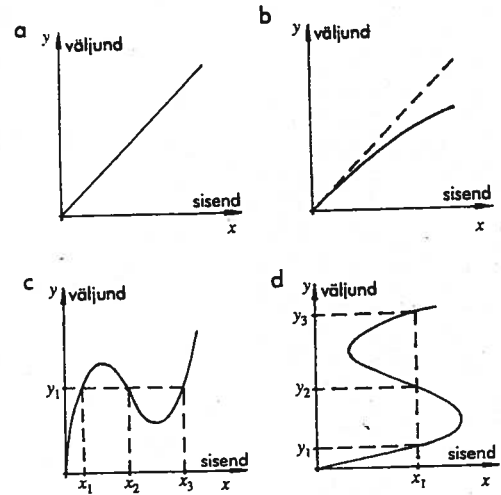 a
y väljund
sisend
x
b
y väljund
sisend
x
c
y väljund
y₁
sisend
x₁ x₂ x₃ x
d
y väljund
y₃
y₂
y₁
sisend
x₁ x